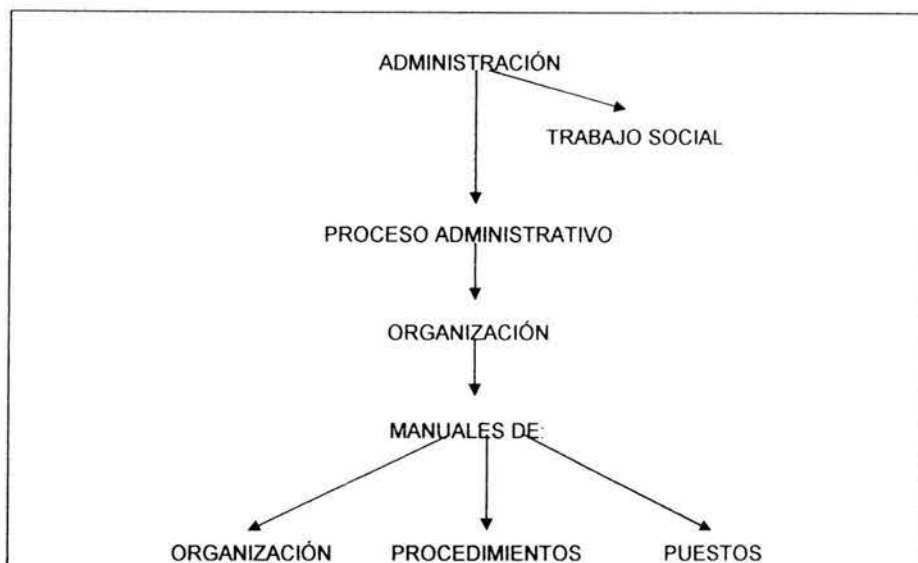 ADMINISTRACIÓN
TRABAJO SOCIAL
PROCESO ADMINISTRATIVO
ORGANIZACIÓN
MANUALES DE:
ORGANIZACIÓN PROCEDIMIENTOS PUESTOS